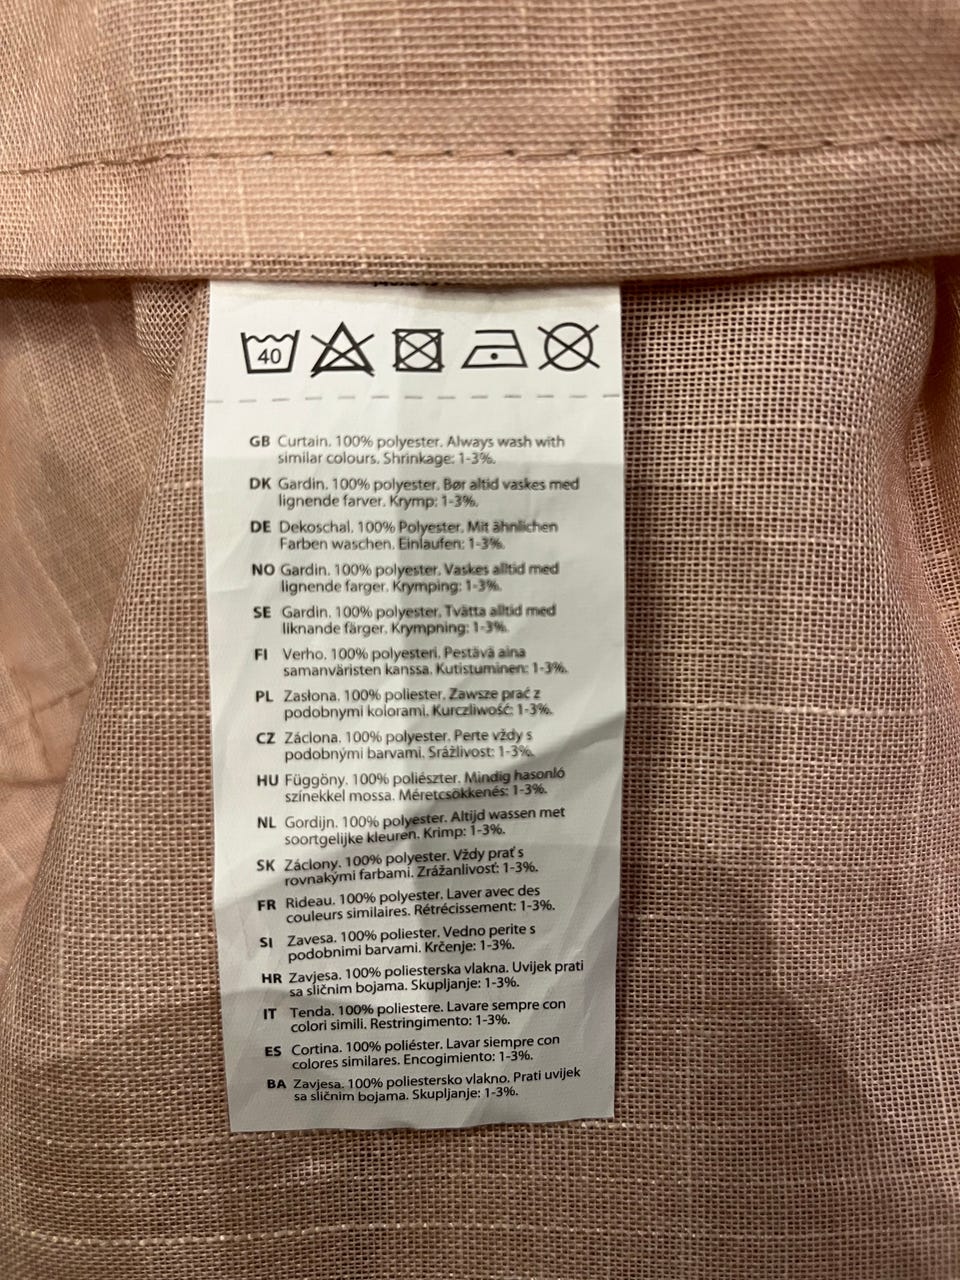 40
GB Curtain. 100% polyester. Always wash with
similar colours. Shrinkage: 1-3%.
DK Gardin. 100% polyester. Bør altid vaskes med
lignende farver. Krymp: 1-3%.
DE Dekoschal. 100% Polyester. Mit ähnlichen
Farben waschen. Einlaufen: 1-3%.
NO Gardin. 100% polyester. Vaskes alltid med
lignende farger. Krymping: 1-3%.
SE Gardin. 100% polyester. Tvätta alltid med
liknande färger. Krympning: 1-3%.
FI Verho. 100% polyesteri. Pestävä aina
samanväristen kanssa. Kutistuminen: 1-3%.
PL Zasłona. 100% poliester. Zawsze prać z
podobnymi kolorami. Kurczliwość: 1-3%.
CZ Záclona. 100% polyester. Perte vždy s
podobnými barvami. Srážlivost: 1-3%.
HU Függöny. 100% poliészter. Mindig hasonló
színekkel mossa. Méretcsökkenés: 1-3%.
NL Gordijn. 100% polyester. Altijd wassen met
soortgelijke kleuren. Krimp: 1-3%.
SK Záclony. 100% polyester. Vždy prať s
rovnakými farbami. Zrážanlivosť: 1-3%.
FR Rideau. 100% polyester. Laver avec des
couleurs similaires. Rétrécissement: 1-3%.
SI Zavesa. 100% poliester. Vedno perite s
podobnimi barvami. Krčenje: 1-3%.
HR Zavjesa. 100% poliesterska vlakna. Uvijek prati
sa sličnim bojama. Skupljanje: 1-3%.
IT Tenda. 100% poliestere. Lavare sempre con
colori simili. Restringimento: 1-3%.
ES Cortina. 100% poliéster. Lavar siempre con
colores similares. Encogimiento: 1-3%.
BA Zavjesa. 100% poliestersko vlakno. Prati uvijek
sa sličnim bojama. Skupljanje: 1-3%.